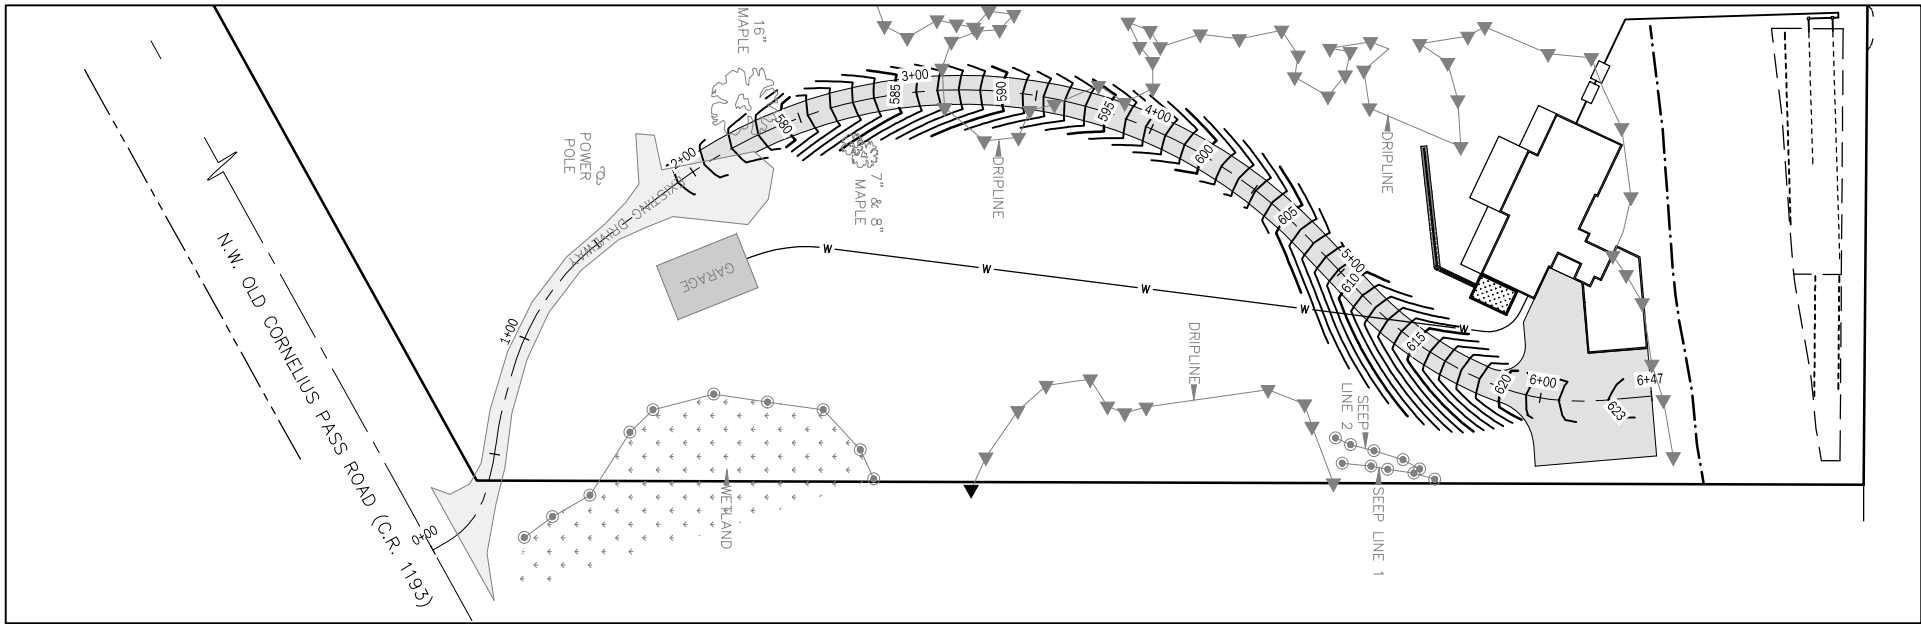 16"
MAPLE
POWER
POLE
EXISTING DRIVEWAY
GARAGE
N.W. OLD CORNELIUS PASS ROAD (C.R. 1193)
0+00
1+00
2+00
580
7" & 8"
MAPLE
585
3+00
590
DRIPLINE
595
4+00
600
605
5+00
610
615
620
6+00
623
6+47
DRIPLINE
DRIPLINE
W
W
W
W
W
WETLAND
SEEP
LINE 2
SEEP LINE 1